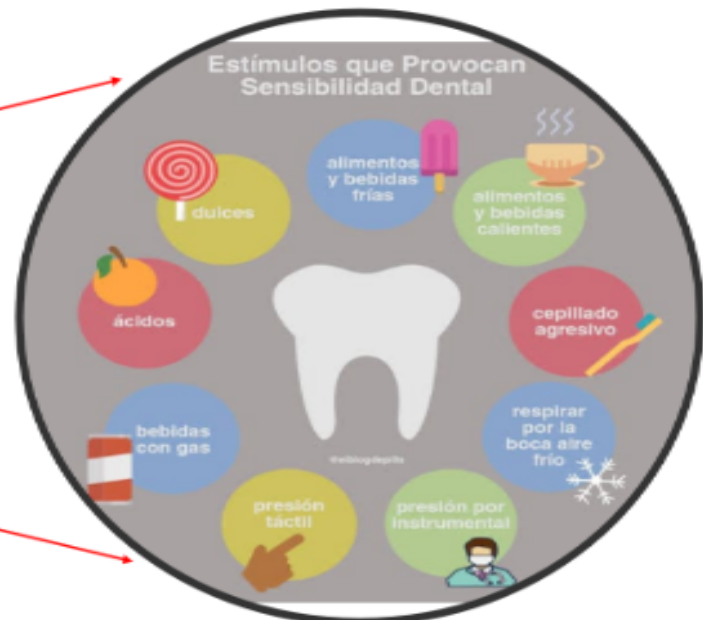 Estímulos que Provocan
Sensibilidad Dental
alimentos
y bebidas
frías
alimentos
y bebidas
calientes
dulces
cepillado
agresivo
ácidos
respirar
por la
boca aire
frío
bebidas
con gas
presión
táctil
presión por
instrumental